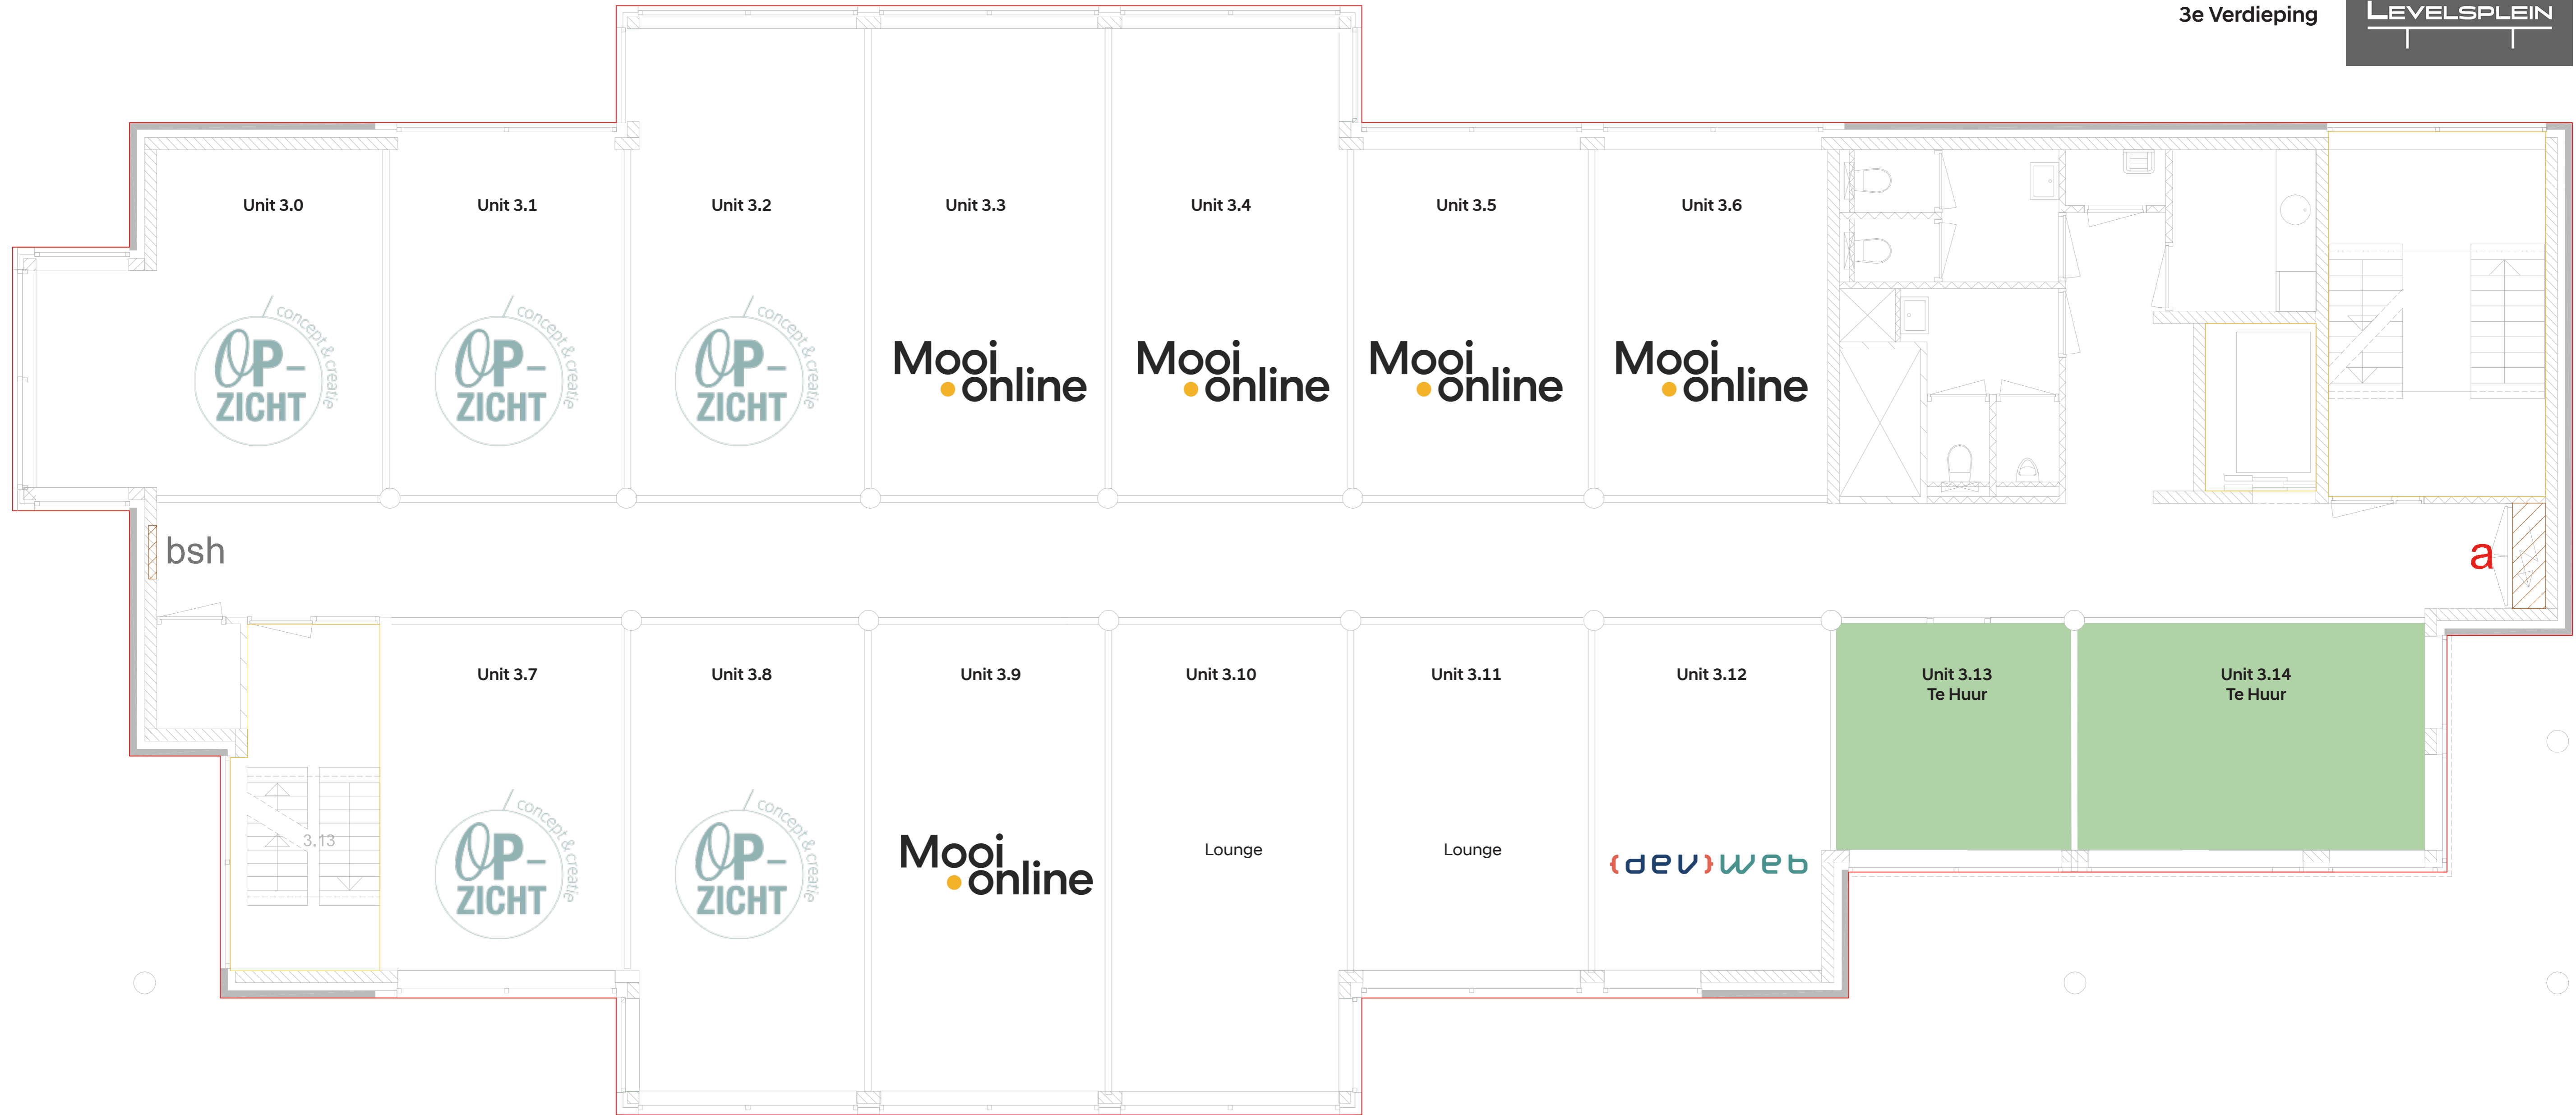 3e Verdieping
LEVELSPLEIN
Unit 3.0
Unit 3.1
Unit 3.2
Unit 3.3
Unit 3.4
Unit 3.5
Unit 3.6
OP-
ZICHT
concept & creatie
OP-
ZICHT
concept & creatie
OP-
ZICHT
concept & creatie
Mooi
online
Mooi
online
Mooi
online
Mooi
online
bsh
a
Unit 3.7
Unit 3.8
Unit 3.9
Unit 3.10
Unit 3.11
Unit 3.12
Unit 3.13
Te Huur
Unit 3.14
Te Huur
3.13
OP-
ZICHT
concept & creatie
OP-
ZICHT
concept & creatie
Mooi
online
Lounge
Lounge
{dev}web